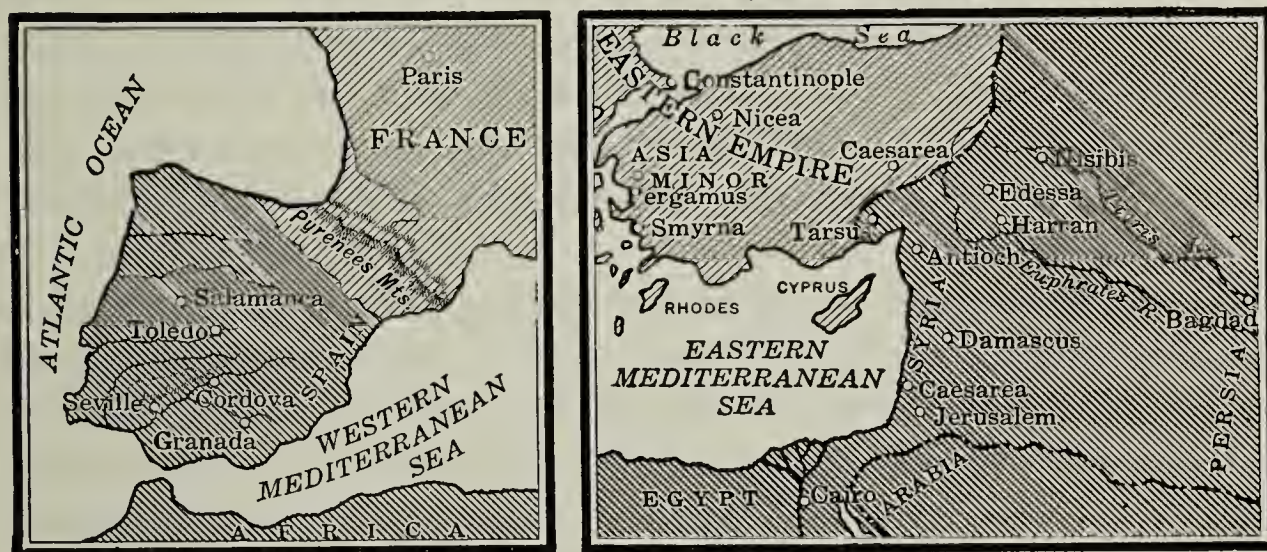 Paris
FRANCE
ATLANTIC OCEAN
Pyrenees Mts.
Salamanca
Toledo
SPAIN
Seville
Cordova
Granada
WESTERN
MEDITERRANEAN
SEA
AFRICA
Black Sea
Constantinople
EASTERN EMPIRE
Nicea
ASIA
MINOR
Caesarea
Nisibis
Edessa
Pergamus
Smyrna
Tarsus
Harran
Antioch
Euphrates R.
CYPRUS
RHODES
Bagdad
SYRIA
Damascus
EASTERN
MEDITERRANEAN
SEA
Caesarea
Jerusalem
PERSIA
EGYPT
Cairo
ARABIA